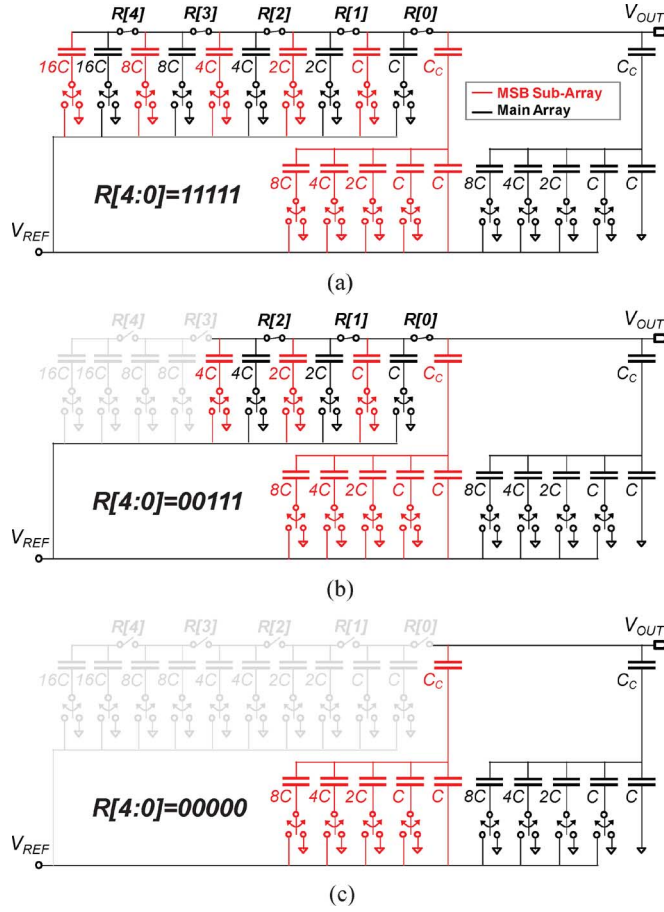 R[4] R[3] R[2] R[1] R[0] VOUT
16C 16C 8C 8C 4C 4C 2C 2C C C CC CC
MSB Sub-Array
Main Array
8C 4C 2C C C 8C 4C 2C C C
R[4:0]=11111
VREF
(a)
R[4] R[3] R[2] R[1] R[0] VOUT
16C 16C 8C 8C 4C 4C 2C 2C C C CC CC
8C 4C 2C C C 8C 4C 2C C C
R[4:0]=00111
VREF
(b)
R[4] R[3] R[2] R[1] R[0] VOUT
16C 16C 8C 8C 4C 4C 2C 2C C C CC CC
8C 4C 2C C C 8C 4C 2C C C
R[4:0]=00000
VREF
(c)